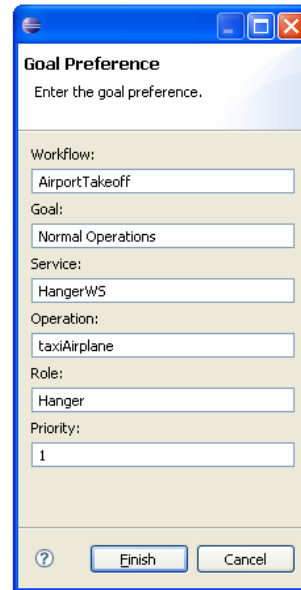 Goal Preference
Enter the goal preference.
Workflow:
AirportTakeoff
Goal:
Normal Operations
Service:
HangerWS
Operation:
taxiAirplane
Role:
Hanger
Priority:
1
? Finish Cancel